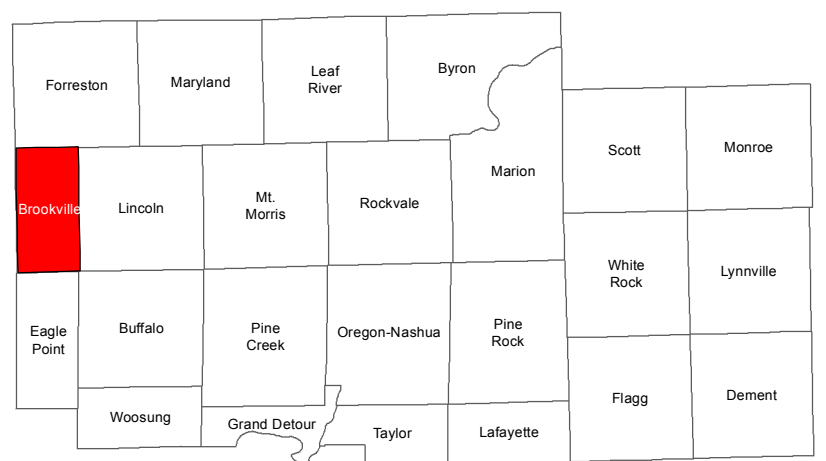 Forreston
Maryland
Leaf
River
Byron
Scott
Monroe
Brookville
Lincoln
Mt.
Morris
Rockvale
Marion
White
Rock
Lynnville
Eagle
Point
Buffalo
Pine
Creek
Oregon-Nashua
Pine
Rock
Flagg
Dement
Woosung
Grand Detour
Taylor
Lafayette